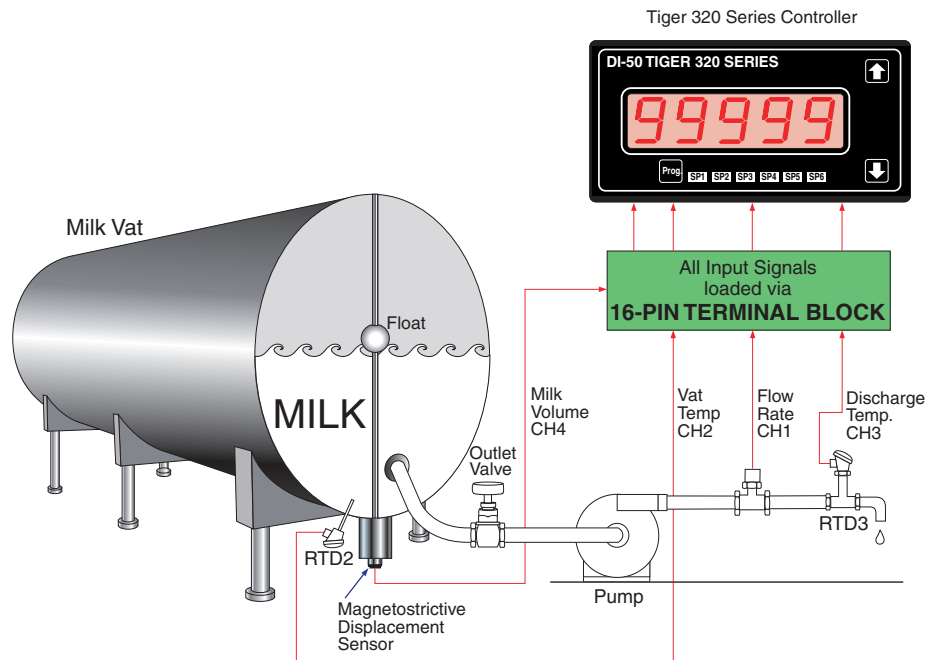 Tiger 320 Series Controller
DI-50 TIGER 320 SERIES
99999
Prog.
SP1 SP2 SP3 SP4 SP5 SP6
All Input Signals
loaded via
16-PIN TERMINAL BLOCK
Milk Vat
Float
MILK
Milk
Volume
CH4
Vat
Temp
CH2
Flow
Rate
CH1
Discharge
Temp.
CH3
Outlet
Valve
RTD2
RTD3
Pump
Magnetostrictive
Displacement
Sensor